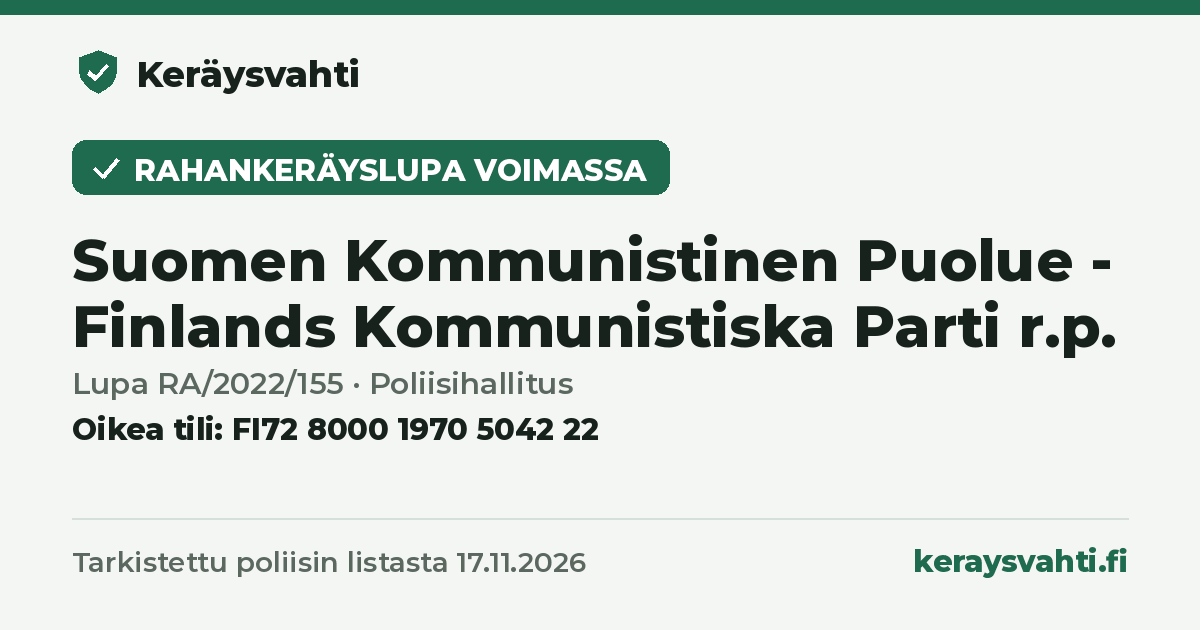 Keräysvahti
RAHANKERÄYSLUPA VOIMASSA
Suomen Kommunistinen Puolue -
Finlands Kommunistiska Parti r.p.
Lupa RA/2022/155 · Poliisihallitus
Oikea tili: FI72 8000 1970 5042 22
Tarkistettu poliisin listasta 17.11.2026
keraysvahti.fi